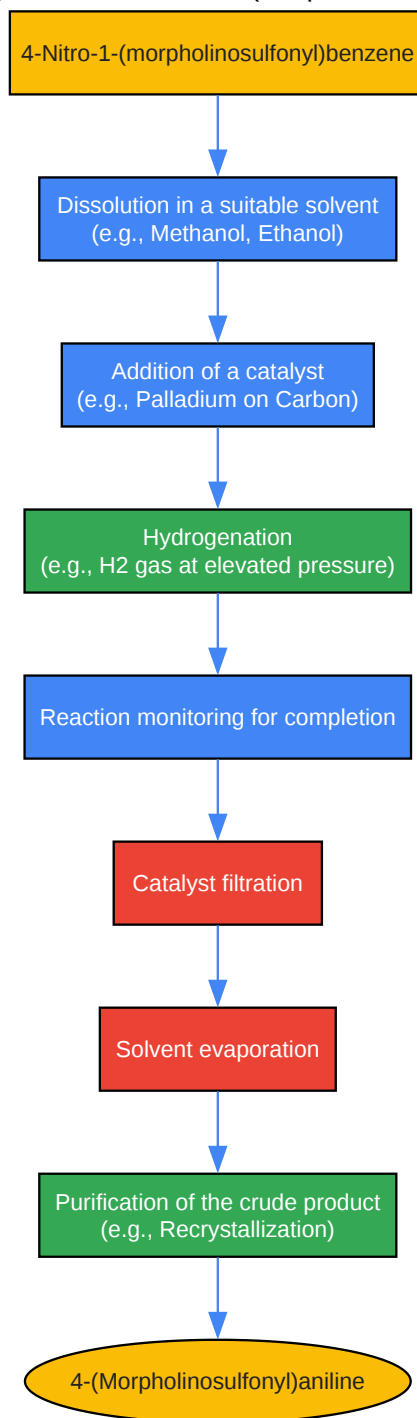 4-Nitro-1-(morpholinosulfonyl)benzene
Dissolution in a suitable solvent
(e.g., Methanol, Ethanol)
Addition of a catalyst
(e.g., Palladium on Carbon)
Hydrogenation
(e.g., H2 gas at elevated pressure)
Reaction monitoring for completion
Catalyst filtration
Solvent evaporation
Purification of the crude product
(e.g., Recrystallization)
4-(Morpholinosulfonyl)aniline